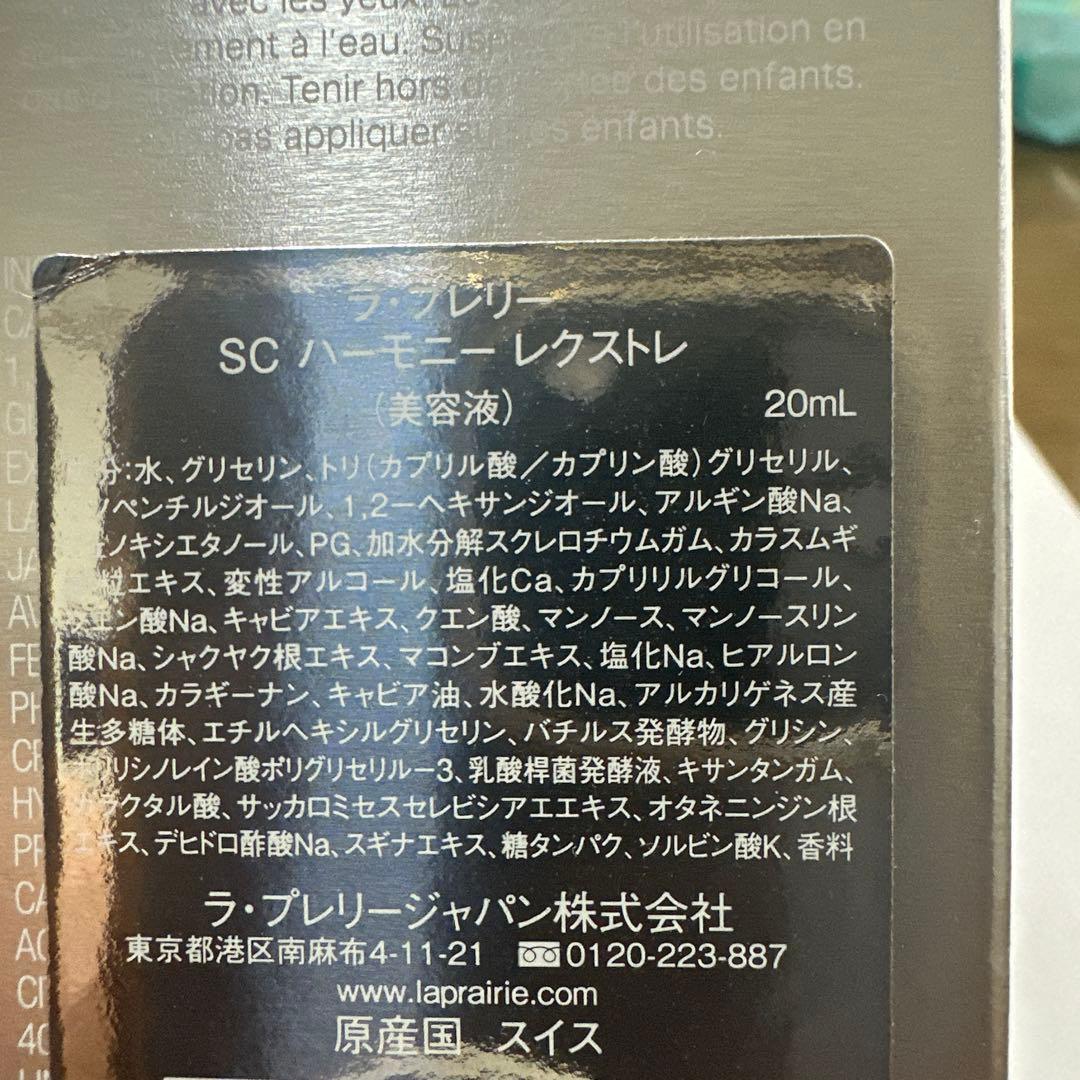 avec les yeux.
à l'eau. l'utilisation en
Tenir hors des enfants.
pas appliquer enfants.
ラ・プレリー
SC ハーモニー レクストレ
(美容液) 20mL
分:水、グリセリン、トリ(カプリル酸／カプリン酸)グリセリル、
ペンチルジオール、1,2ーヘキサンジオール、アルギン酸Na、
ノキシエタノール、PG、加水分解スクレロチウムガム、カラスムギ
粒エキス、変性アルコール、塩化Ca、カプリリルグリコール、
クエン酸Na、キャビアエキス、クエン酸、マンノース、マンノースリン
酸Na、シャクヤク根エキス、マコンブエキス、塩化Na、ヒアルロン
酸Na、カラギーナン、キャビア油、水酸化Na、アルカリゲネス産
生多糖体、エチルヘキシルグリセリン、バチルス発酵物、グリシン、
リシノレイン酸ポリグリセリルー3、乳酸桿菌発酵液、キサンタンガム、
ガラクタル酸、サッカロミセスセレビシアエエキス、オタネニンジン根
エキス、デヒドロ酢酸Na、スギナエキス、糖タンパク、ソルビン酸K、香料
ラ・プレリージャパン株式会社
東京都港区南麻布4-11-21 0120-223-887
www.laprairie.com
原産国 スイス